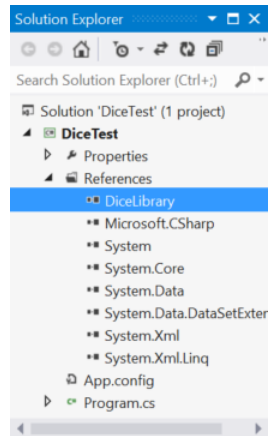 Solution Explorer
Search Solution Explorer (Ctrl+;)
Solution 'DiceTest' (1 project)
DiceTest
Properties
References
DiceLibrary
Microsoft.CSharp
System
System.Core
System.Data
System.Data.DataSetExter
System.Xml
System.Xml.Linq
App.config
Program.cs